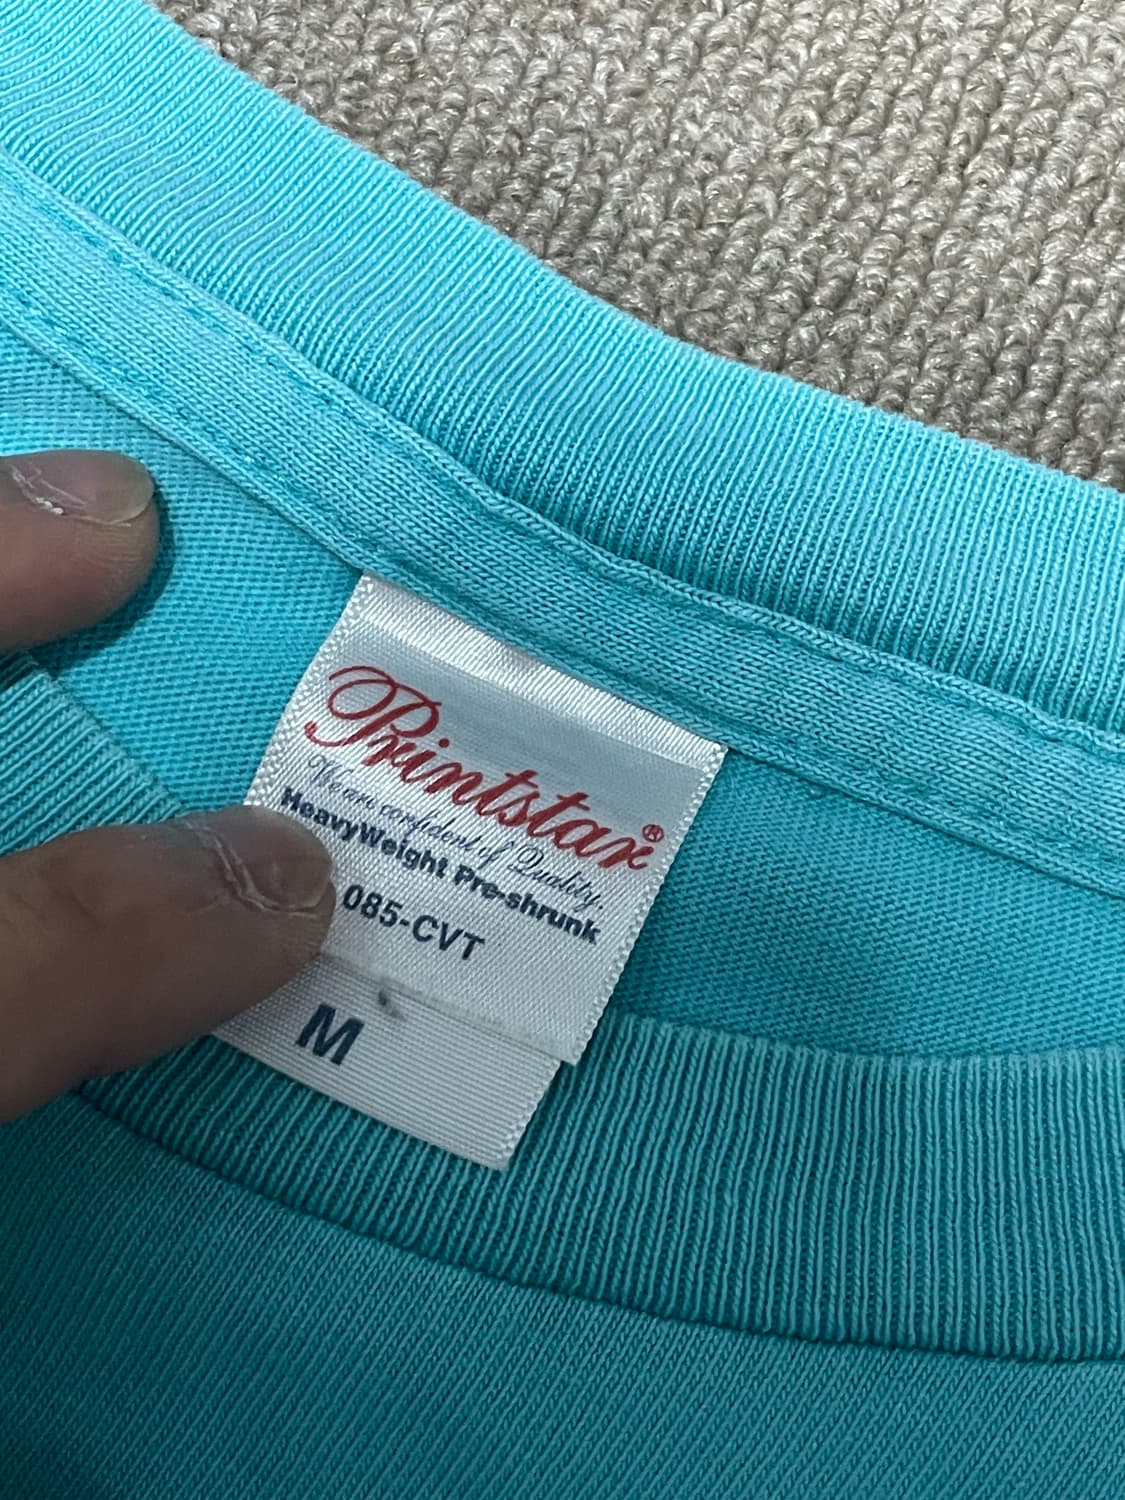 Printstar®
We are confident of Quality.
HeavyWeight Pre-shrunk
085-CVT
M